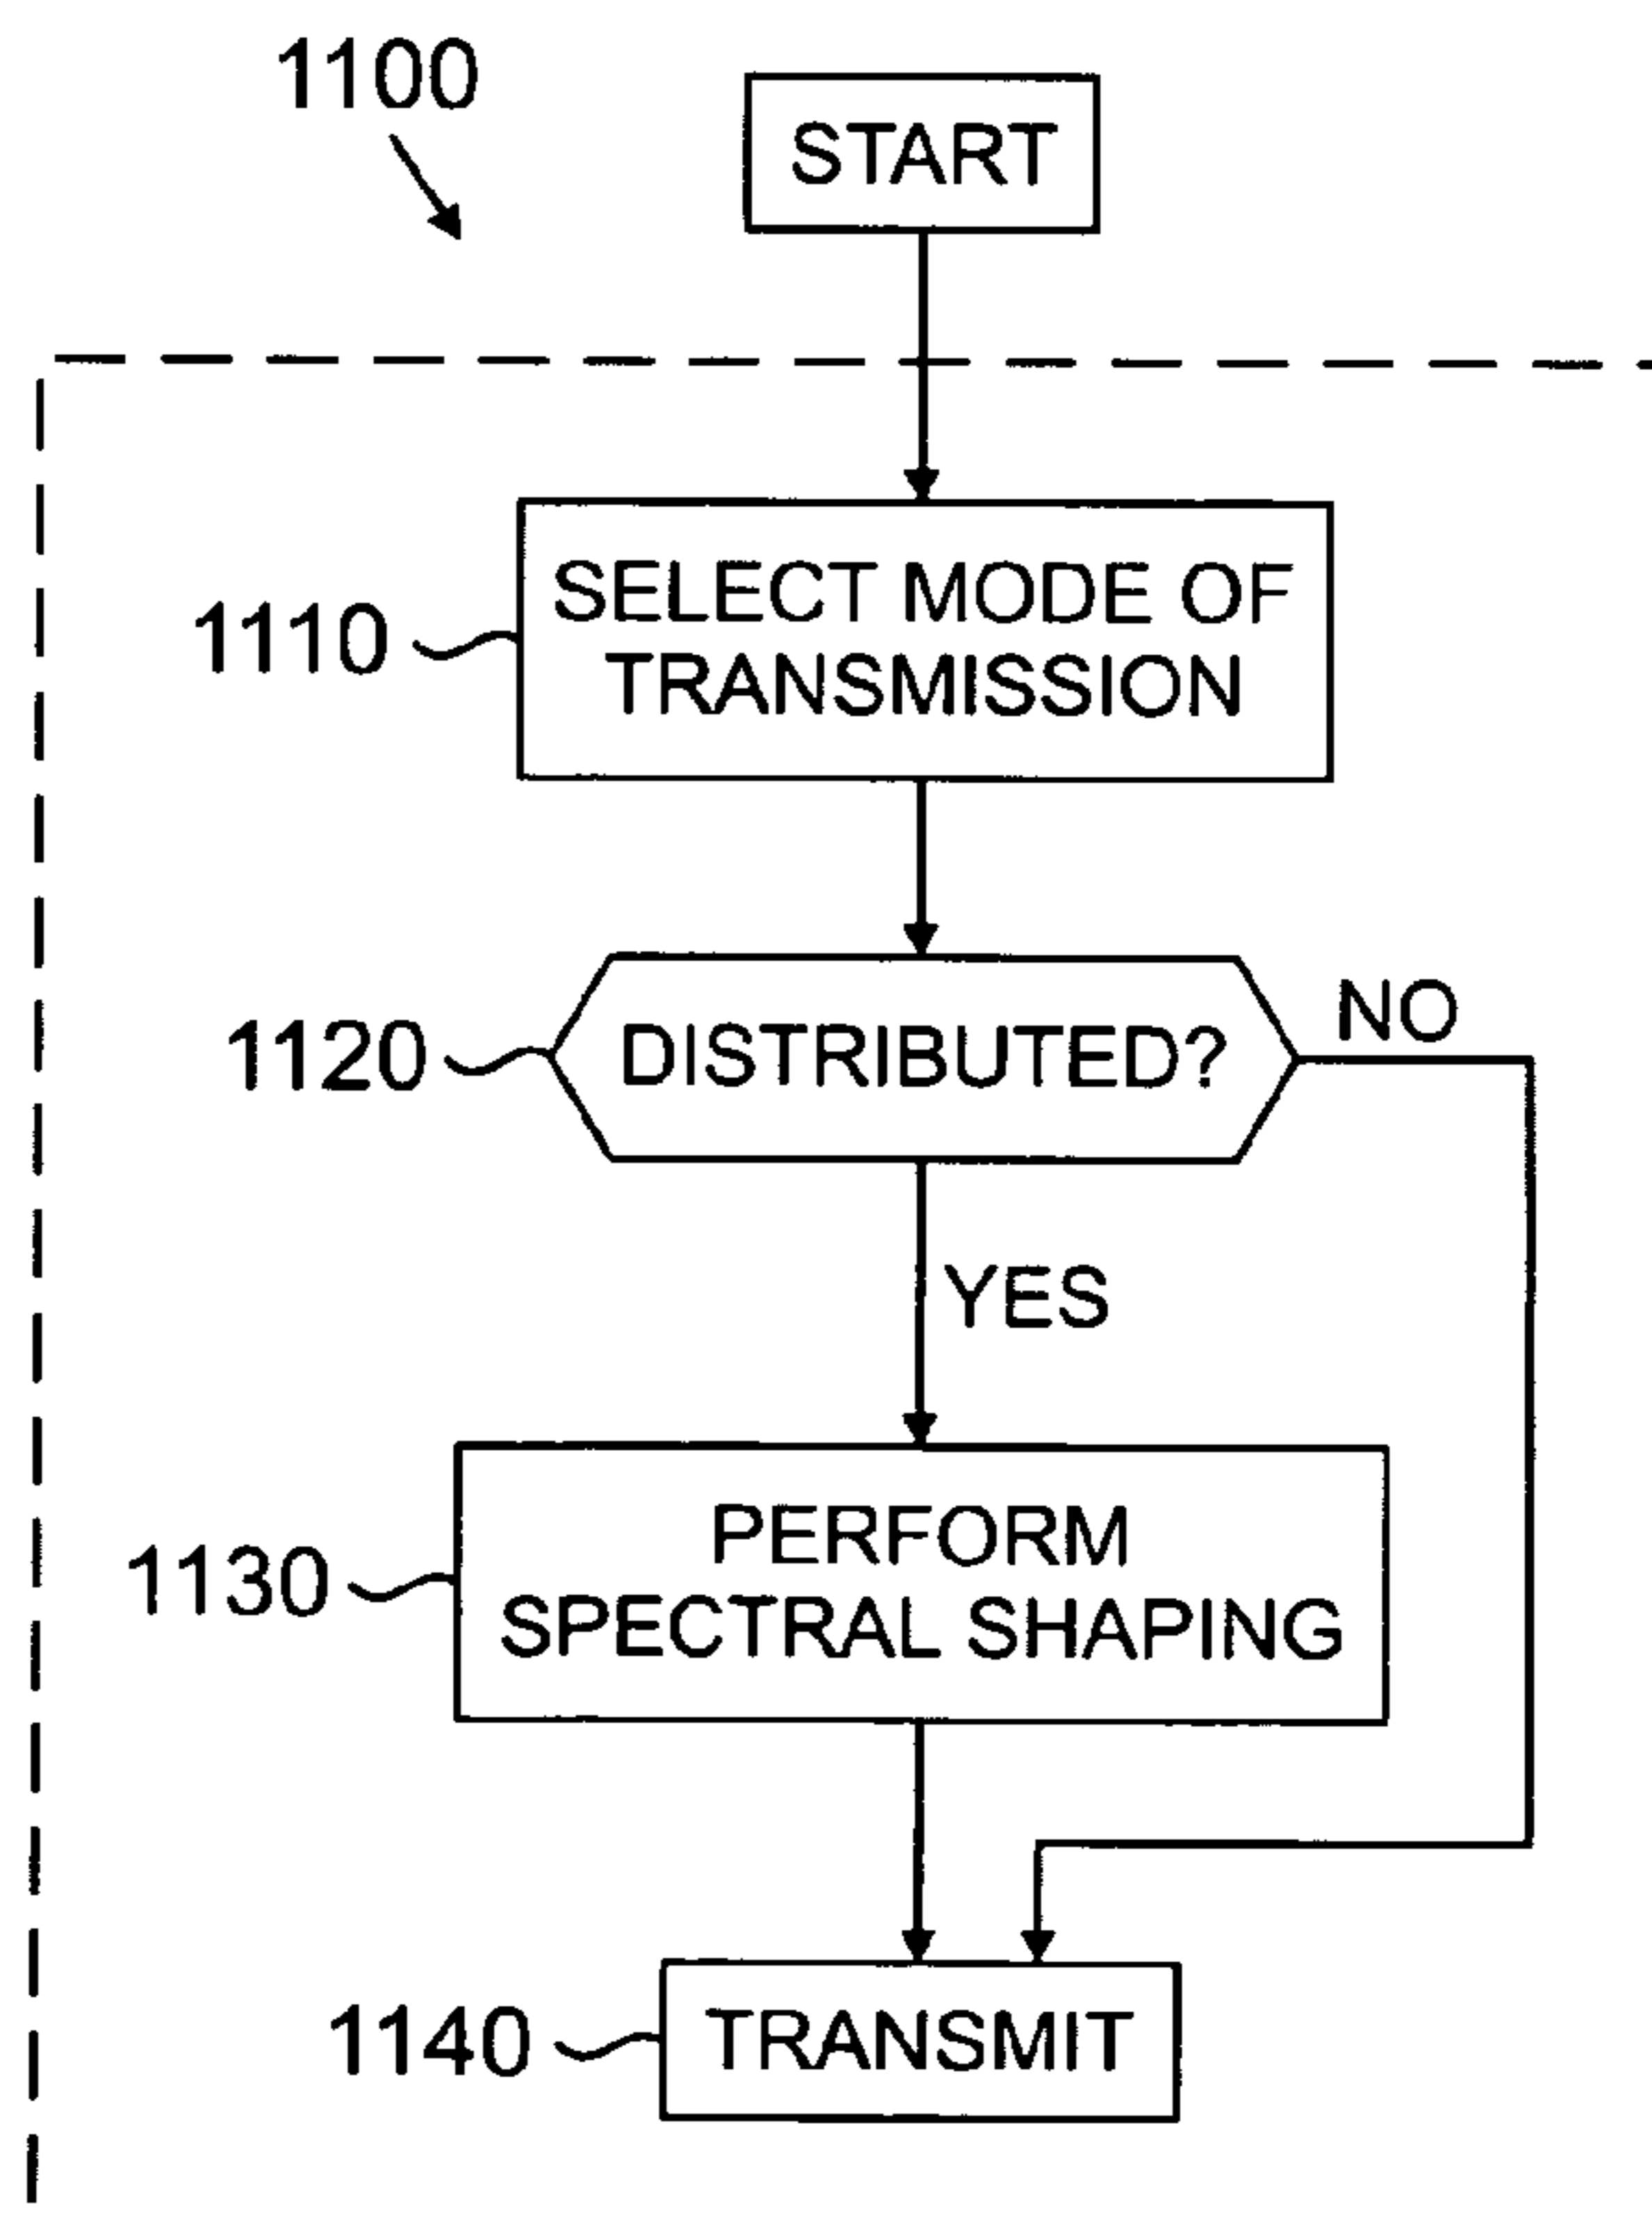 1100
START
1110
SELECT MODE OF
TRANSMISSION
1120
DISTRIBUTED?
NO
YES
1130
PERFORM
SPECTRAL SHAPING
1140
TRANSMIT